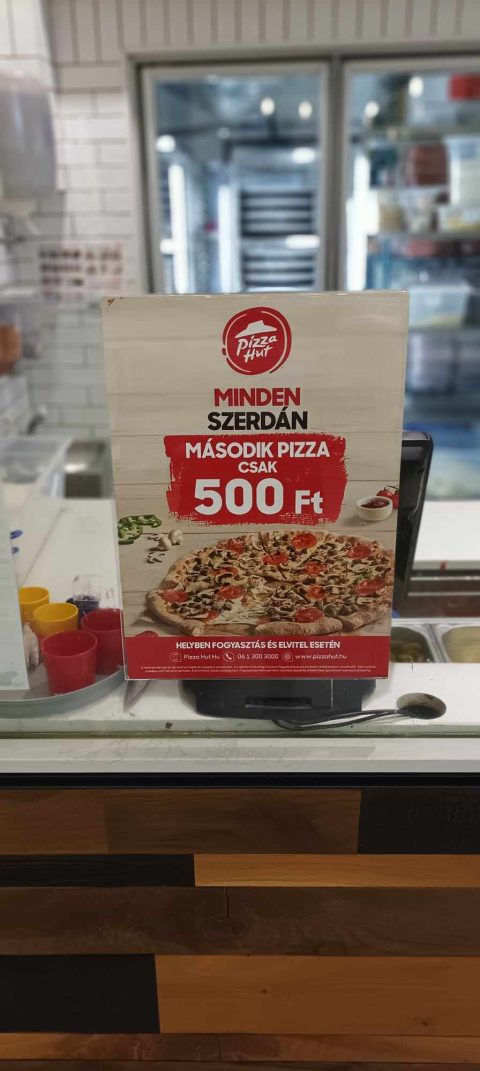 Pizza
Hut
MINDEN
SZERDÁN
MÁSODIK PIZZA
CSAK
500 Ft
HELYBEN FOGYASZTÁS ÉS ELVITEL ESETÉN
Pizza Hut Hu 06 1 300 3000 www.pizzahut.hu